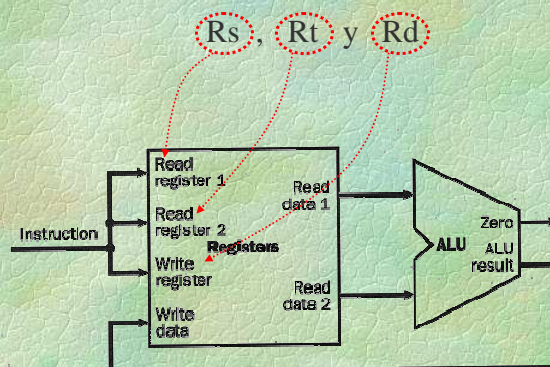 Rs , Rt y Rd
Read
register 1
Read
data 1
Read
register 2
Instruction
Registers
Write
register
Zero
ALU
ALU
result
Read
data 2
Write
data